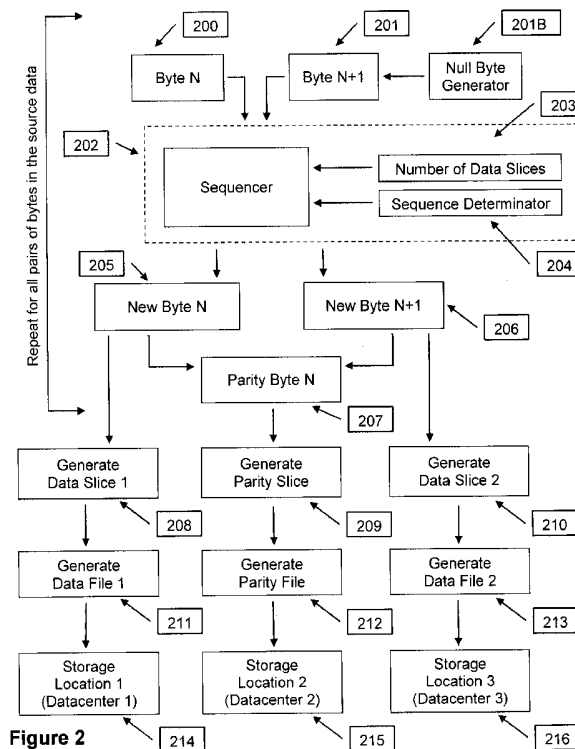 200
201
201B
Byte N
Byte N+1
Null Byte
Generator
203
202
Sequencer
Number of Data Slices
Sequence Determinator
204
205
New Byte N
New Byte N+1
206
Repeat for all pairs of bytes in the source data
Parity Byte N
207
Generate
Data Slice 1
Generate
Parity Slice
Generate
Data Slice 2
208
209
210
Generate
Data File 1
Generate
Parity File
Generate
Data File 2
211
212
213
Storage
Location 1
(Datacenter 1)
Storage
Location 2
(Datacenter 2)
Storage
Location 3
(Datacenter 3)
Figure 2
214
215
216